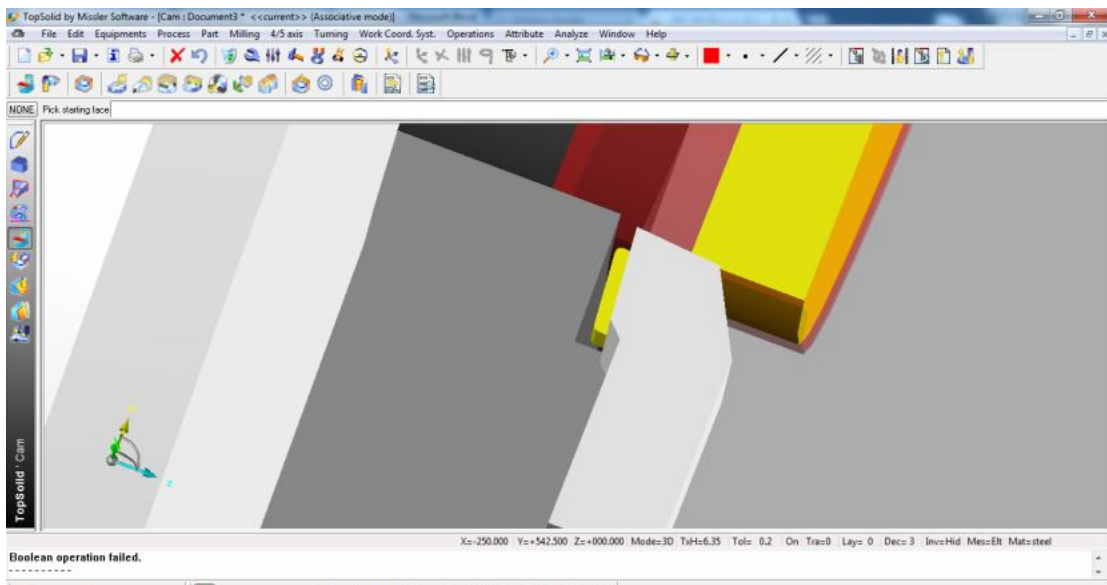 TopSolid by Missler Software - [Cam : Document3 * <<current>> (Associative mode)]
File Edit Equipments Process Part Milling 4/5 axis Turning Work Coord. Syst. Operations Attribute Analyze Window Help
NONE Pick starting face
z
TopSolid'Cam
X=-250.000 Y=+542.500 Z=+000.000 Mode=3D TxH=6.35 Tol= 0.2 On Tra=0 Lay= 0 Dec= 3 Inv=Hid Mes=Elt Mat=steel
Boolean operation failed.
----------